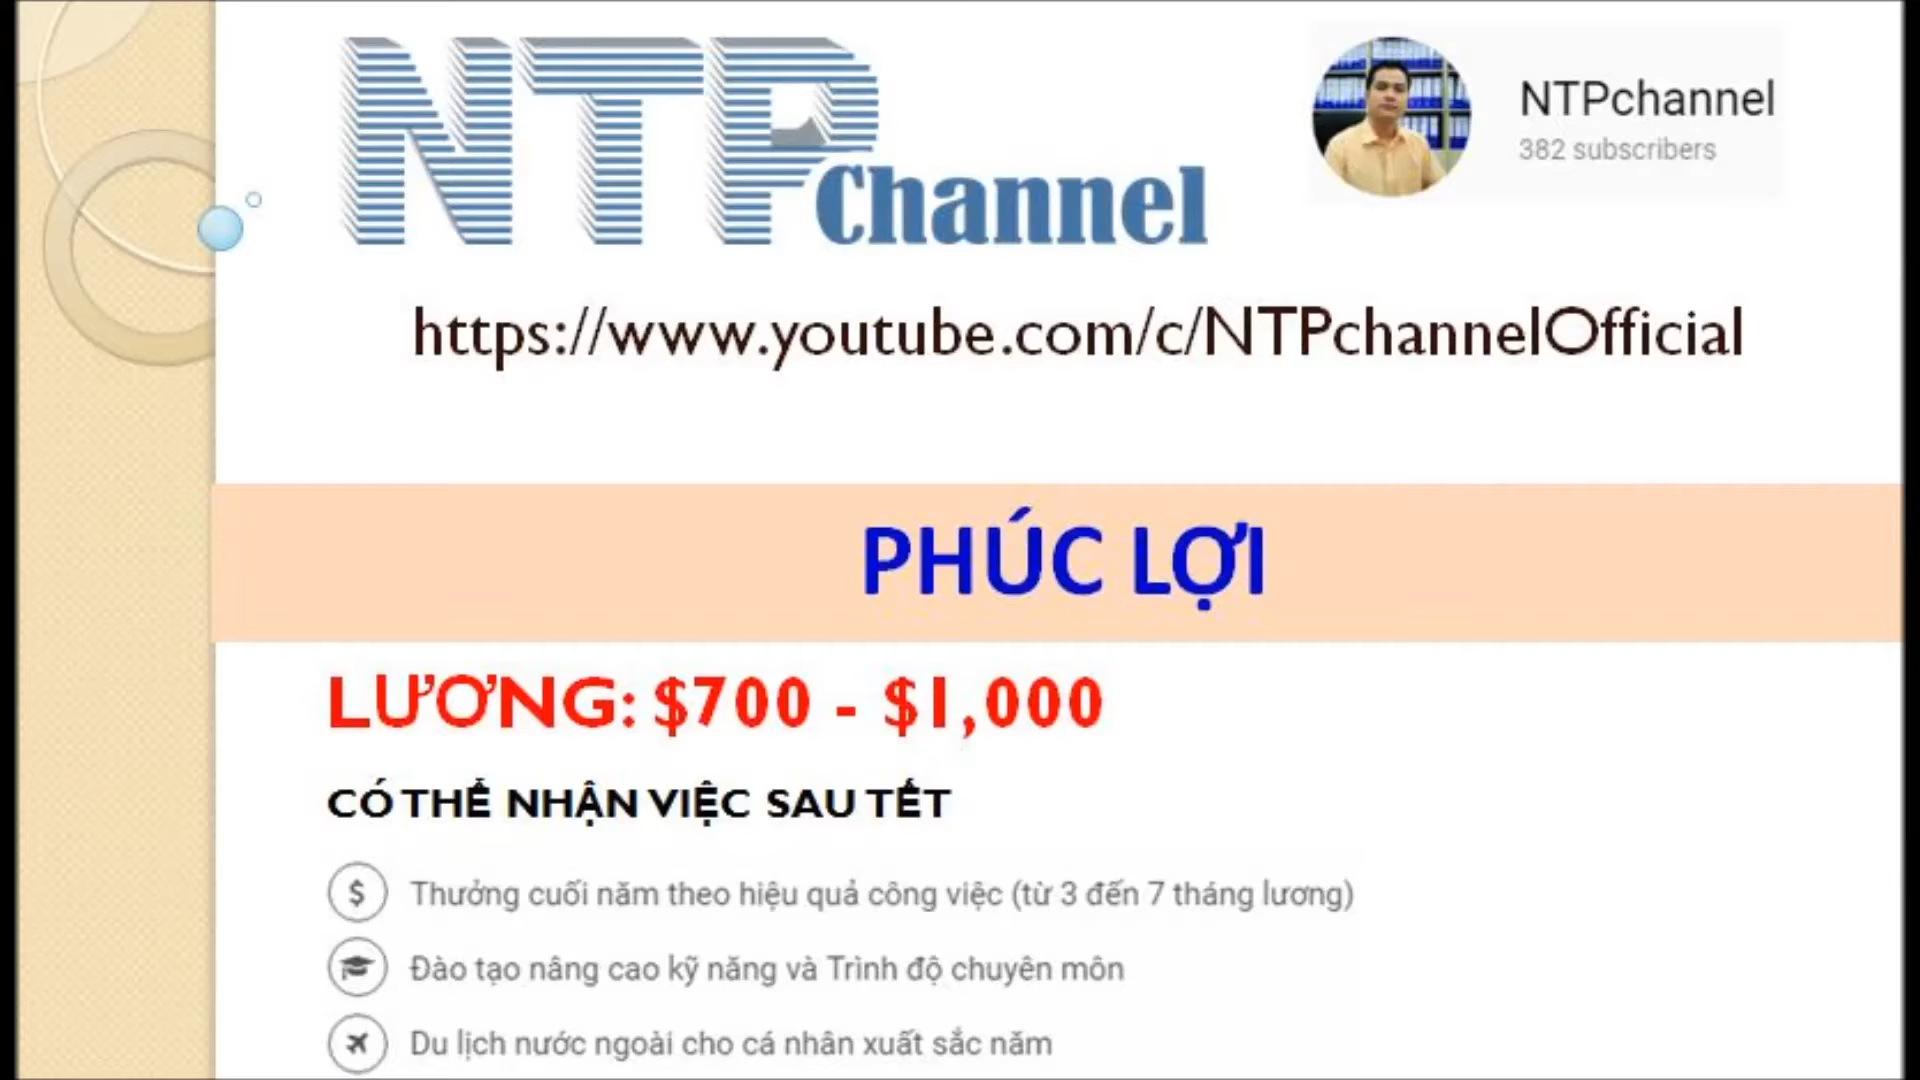 NTP Channel
NTPchannel
382 subscribers
https://www.youtube.com/c/NTPchannelOfficial
PHÚC LỢI
LƯƠNG: $700 - $1,000
CÓ THỂ NHẬN VIỆC SAU TẾT
Thưởng cuối năm theo hiệu quả công việc (từ 3 đến 7 tháng lương)
Đào tạo nâng cao kỹ năng và Trình độ chuyên môn
Du lịch nước ngoài cho cá nhân xuất sắc năm